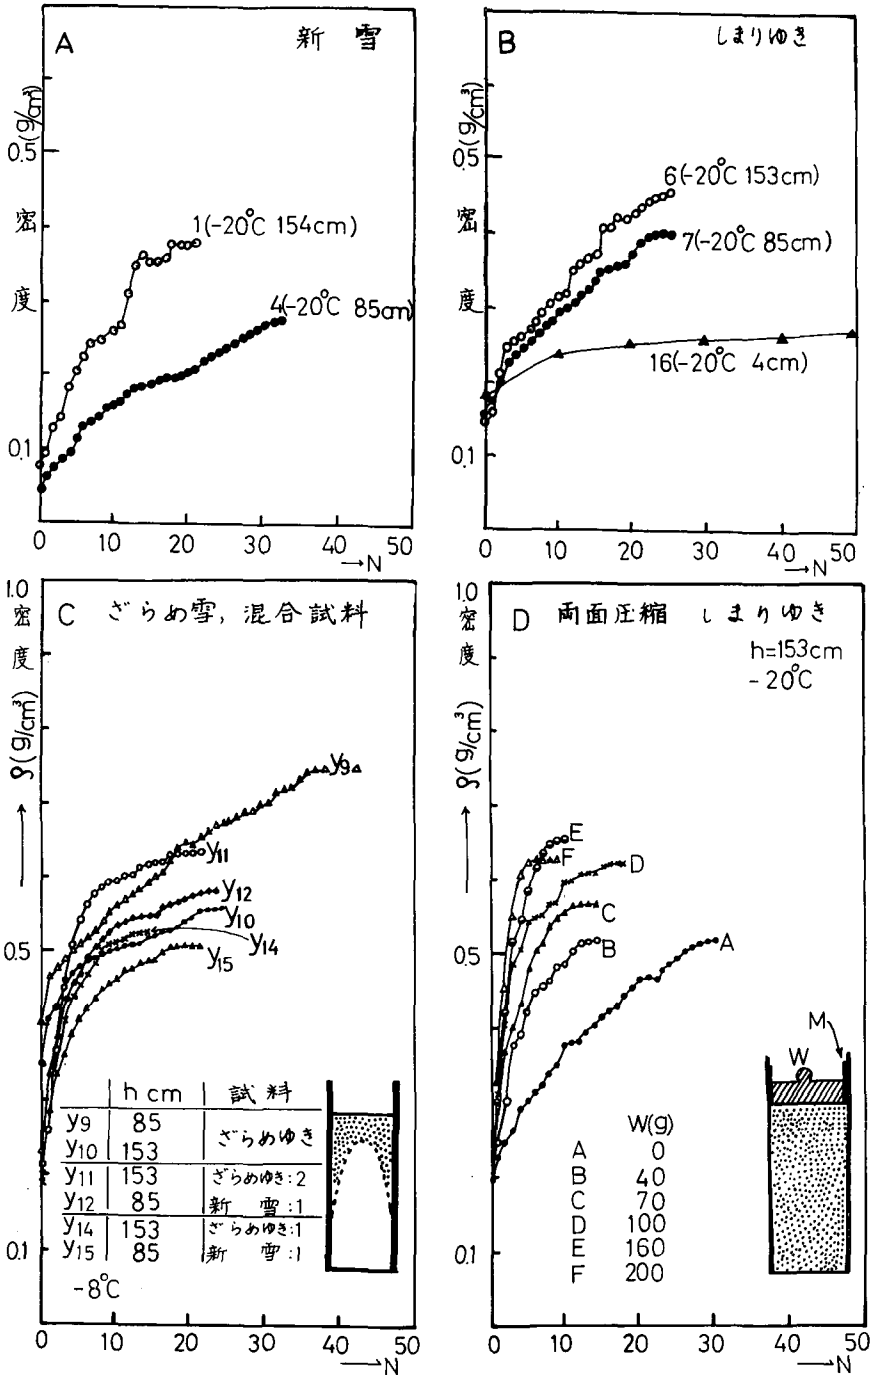 A 新雪
0.5
(g/cm³)
密度
0.1
1(-20°C 154cm)
4(-20°C 85cm)
0 10 20 30 40 50
→N
B しまりゆき
0.5
(g/cm³)
密度
0.1
6(-20°C 153cm)
7(-20°C 85cm)
16(-20°C 4cm)
0 10 20 30 40 50
→N
C ざらめ雪, 混合試料
1.0
密度
→ρ(g/cm³)
0.5
0.1
y9
y11
y12
y10
y14
y15
h cm 試料
y9 85 ざらめゆき
y10 153
y11 153 ざらめゆき:2
y12 85 新雪:1
y14 153 ざらめゆき:1
y15 85 新雪:1
-8°C
0 10 20 30 40 50
→N
D 両面圧縮 しまりゆき
h=153cm
-20°C
1.0
密度
→ρ(g/cm³)
0.5
0.1
E
F
D
C
B
A
M
W
W(g)
A 0
B 40
C 70
D 100
E 160
F 200
0 10 20 30 40 50
→N